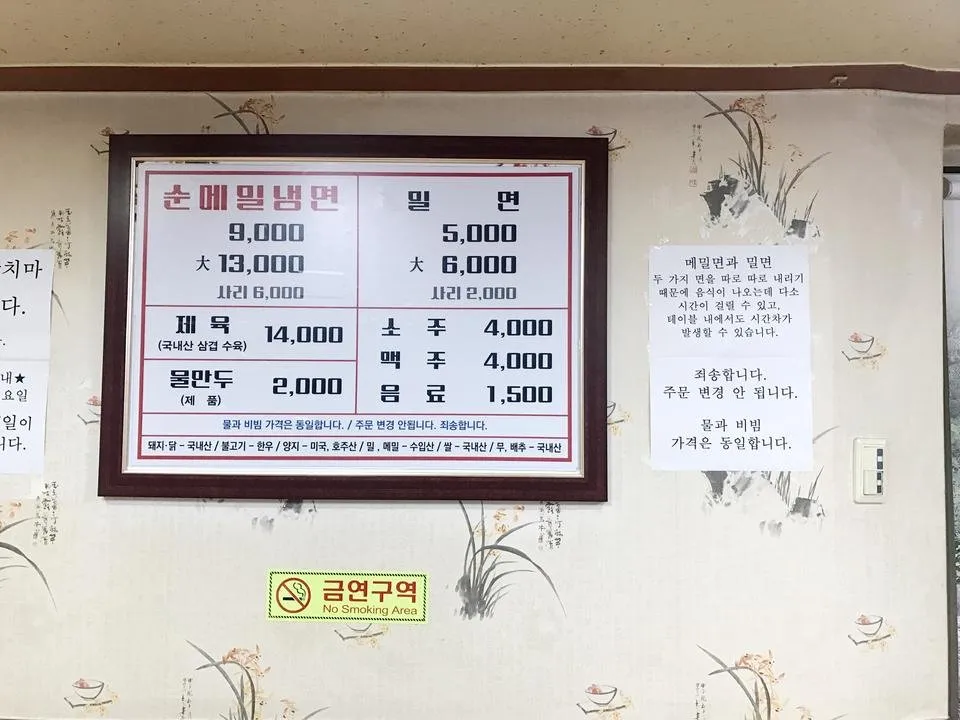 순메밀냉면
9,000
大 13,000
사리 6,000
밀 면
5,000
大 6,000
사리 2,000
제 육 14,000
(국내산 삼겹 수육)
물만두 2,000
(제 품)
소 주 4,000
맥 주 4,000
음 료 1,500
물과 비빔 가격은 동일합니다. / 주문 변경 안됩니다. 죄송합니다.
돼지·닭 - 국내산 / 불고기 - 한우 / 양지 - 미국, 호주산 / 밀, 메밀 - 수입산 / 쌀 - 국내산 / 무, 배추 - 국내산
메밀면과 밀면
두 가지 면을 따로 따로 내리기
때문에 음식이 나오는데 다소
시간이 걸릴 수 있고,
테이블 내에서도 시간차가
발생할 수 있습니다.
죄송합니다.
주문 변경 안 됩니다.
물과 비빔
가격은 동일합니다.
치마
다.
내★
요일
일이
니다.
금연구역
No Smoking Area